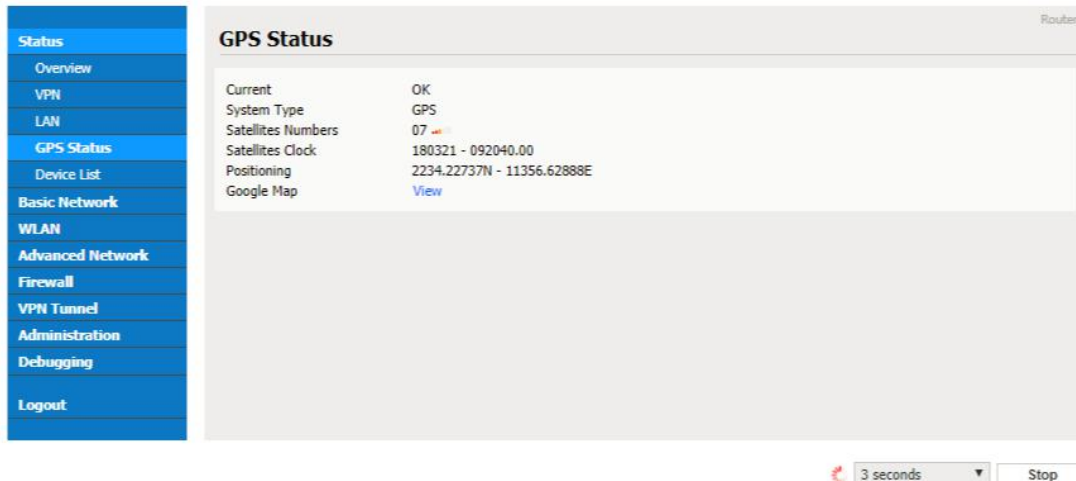 Router
Status
Overview
VPN
LAN
GPS Status
Device List
Basic Network
WLAN
Advanced Network
Firewall
VPN Tunnel
Administration
Debugging
Logout
GPS Status
Current OK
System Type GPS
Satellites Numbers 07
Satellites Clock 180321 - 092040.00
Positioning 2234.22737N - 11356.62888E
Google Map View
3 seconds
Stop